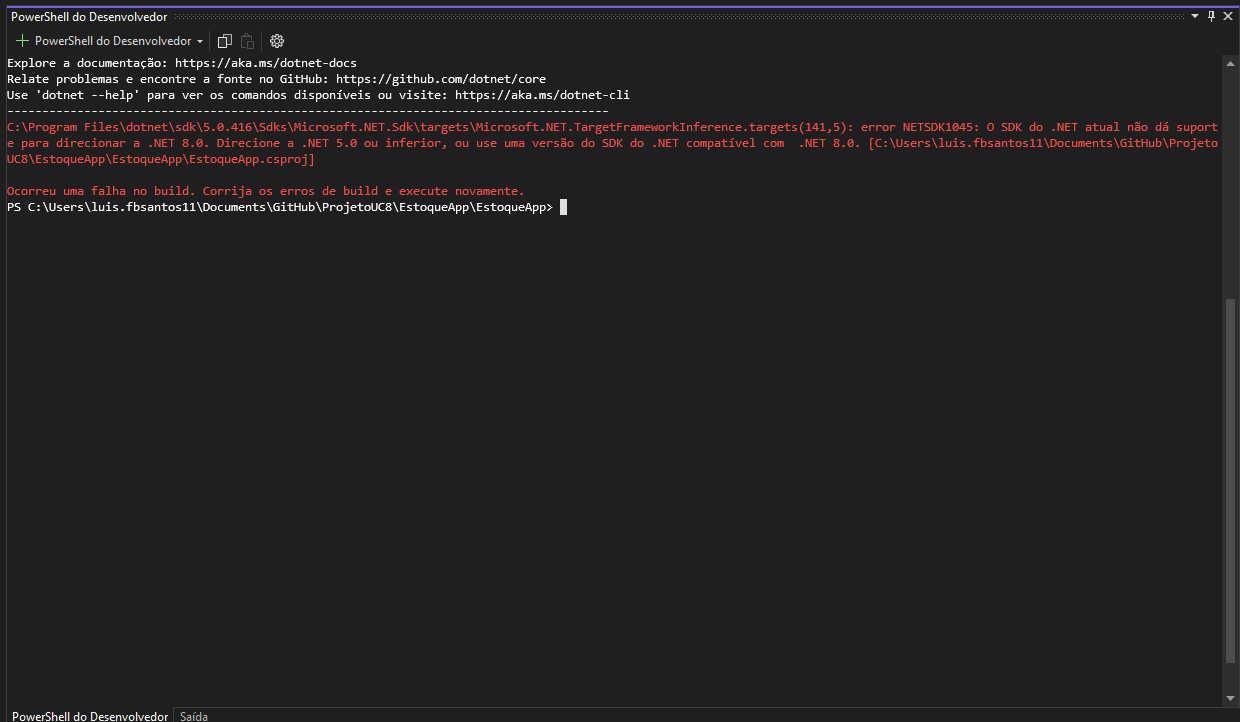 PowerShell do Desenvolvedor
PowerShell do Desenvolvedor
Explore a documentação: https://aka.ms/dotnet-docs
Relate problemas e encontre a fonte no GitHub: https://github.com/dotnet/core
Use 'dotnet --help' para ver os comandos disponíveis ou visite: https://aka.ms/dotnet-cli
--------------------------------------------------------------------------------------
C:\Program Files\dotnet\sdk\5.0.416\Sdks\Microsoft.NET.Sdk\targets\Microsoft.NET.TargetFrameworkInference.targets(141,5): error NETSDK1045: O SDK do .NET atual não dá suport
e para direcionar a .NET 8.0. Direcione a .NET 5.0 ou inferior, ou use uma versão do SDK do .NET compatível com  .NET 8.0. [C:\Users\luis.fbsantos11\Documents\GitHub\Projeto
UC8\EstoqueApp\EstoqueApp\EstoqueApp.csproj]
Ocorreu uma falha no build. Corrija os erros de build e execute novamente.
PS C:\Users\luis.fbsantos11\Documents\GitHub\ProjetoUC8\EstoqueApp\EstoqueApp>
PowerShell do Desenvolvedor Saída